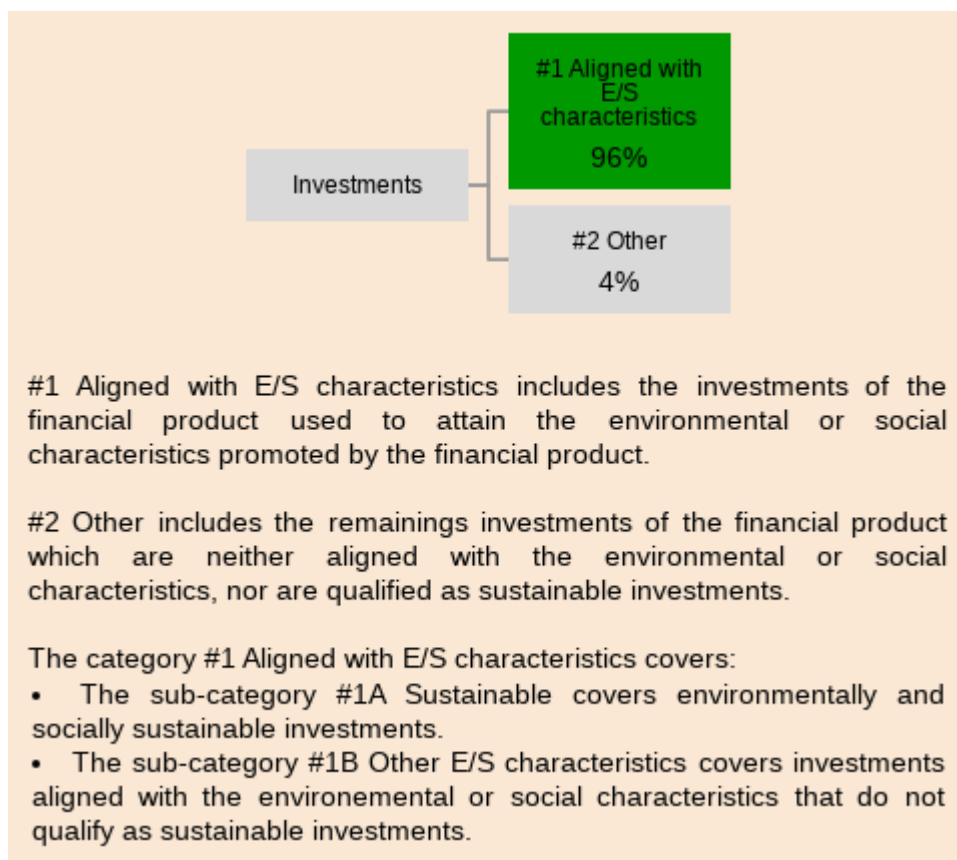 #1 Aligned with
E/S
characteristics
96%
Investments
#2 Other
4%
#1 Aligned with E/S characteristics includes the investments of the
financial product used to attain the environmental or social
characteristics promoted by the financial product.
#2 Other includes the remainings investments of the financial product
which are neither aligned with the environmental or social
characteristics, nor are qualified as sustainable investments.
The category #1 Aligned with E/S characteristics covers:
• The sub-category #1A Sustainable covers environmentally and
socially sustainable investments.
• The sub-category #1B Other E/S characteristics covers investments
aligned with the environemental or social characteristics that do not
qualify as sustainable investments.